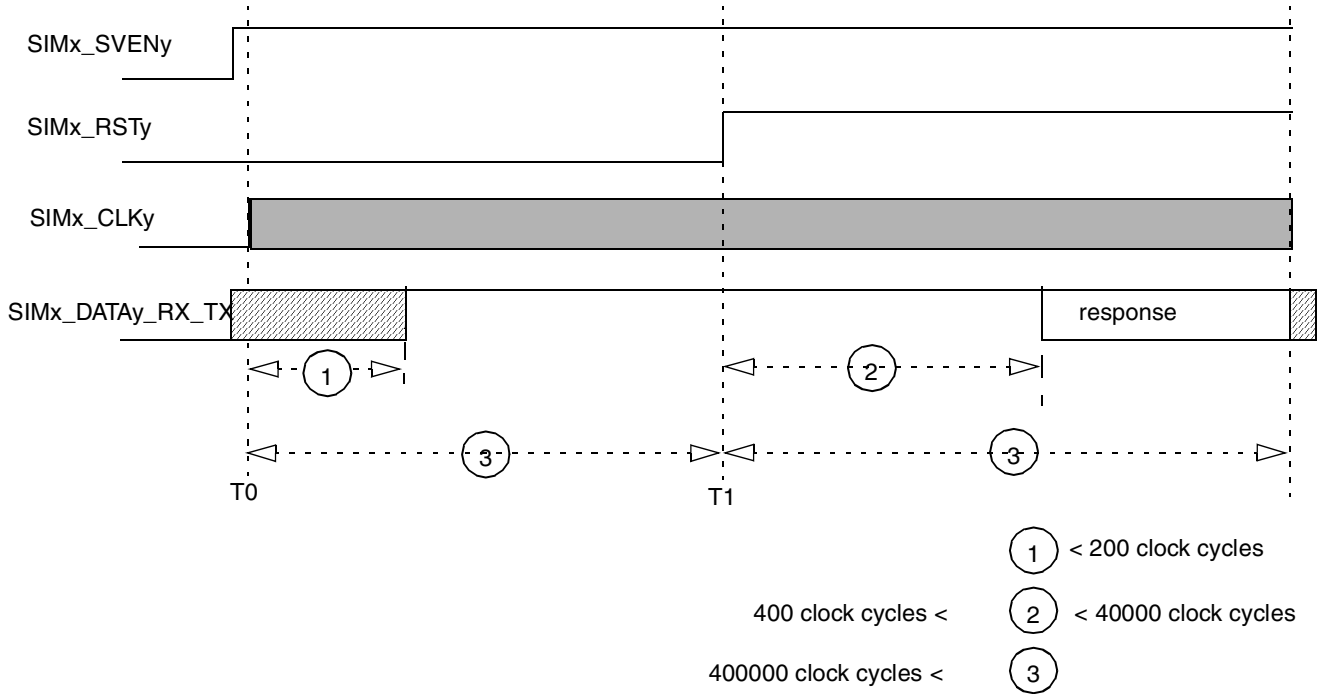 SIMx_SVENy
SIMx_RSTy
SIMx_CLKy
SIMx_DATAy_RX_TX
response
1
2
3
3
T0
T1
1 < 200 clock cycles
400 clock cycles < 2 < 40000 clock cycles
400000 clock cycles < 3